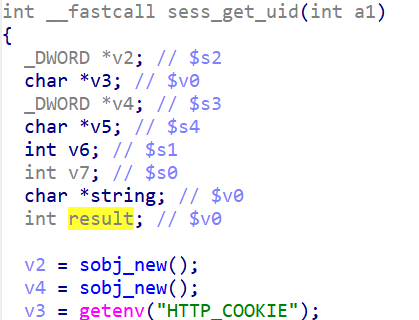 int __fastcall sess_get_uid(int a1)
{
_DWORD *v2; // $s2
char *v3; // $v0
_DWORD *v4; // $s3
char *v5; // $s4
int v6; // $s1
int v7; // $s0
char *string; // $v0
int result; // $v0
v2 = sobj_new();
v4 = sobj_new();
v3 = getenv("HTTP_COOKIE");